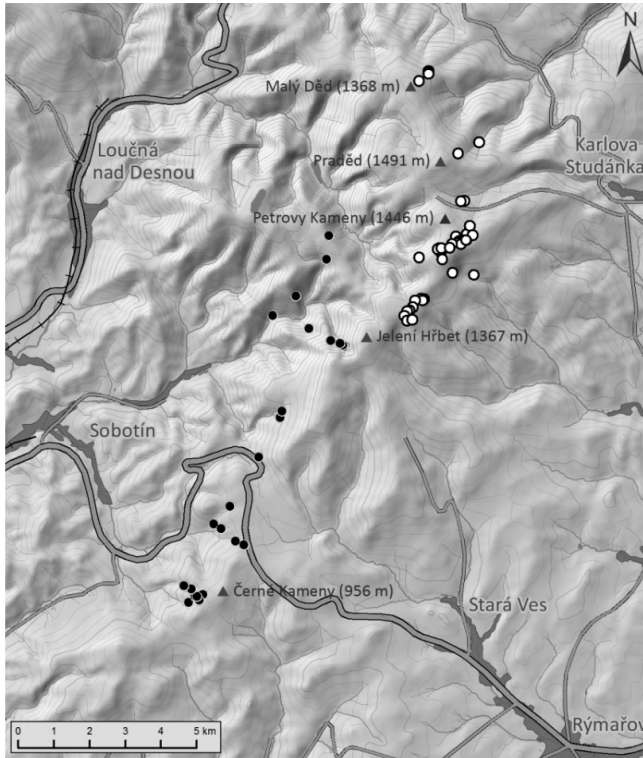 N
Malý Děd (1368 m)
Loučná
nad Desnou
Karlova
Studánka
Praděd (1491 m)
Petrovy Kameny (1446 m)
Jelení Hřbet (1367 m)
Sobotín
Černé Kameny (956 m)
Stará Ves
Rýmařov
0 1 2 3 4 5 km